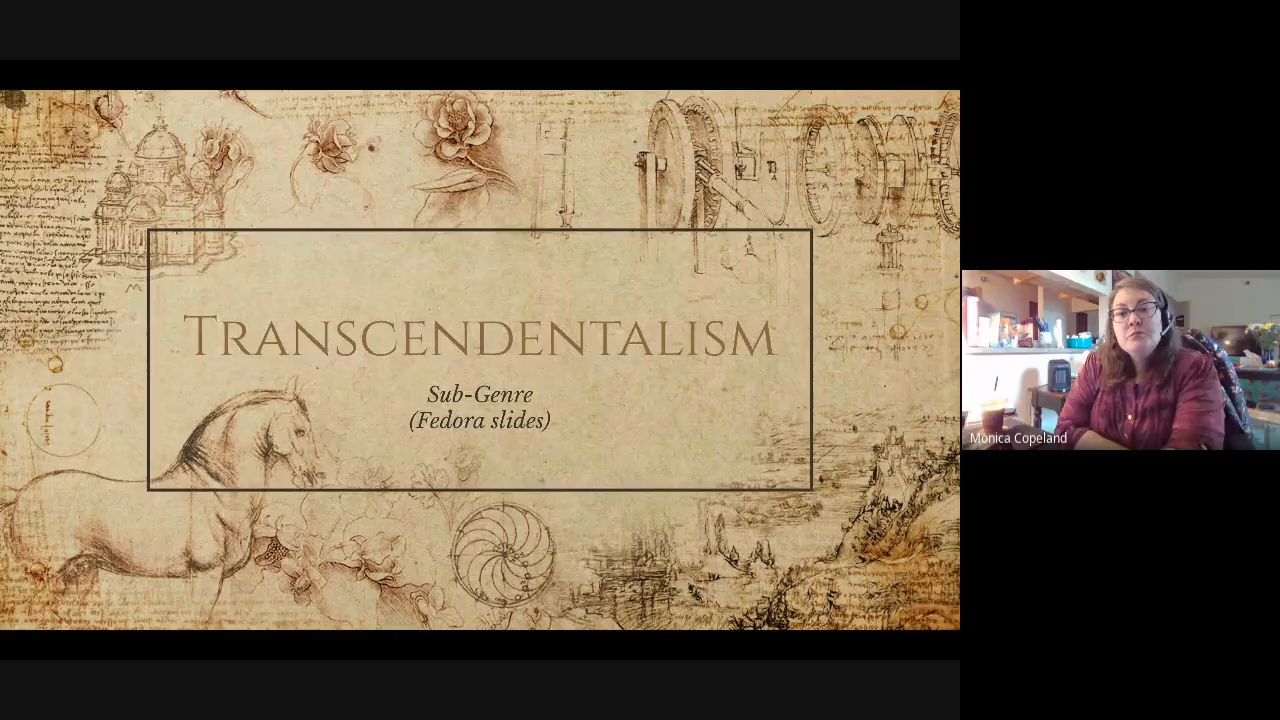 Transcendentalism
Sub-Genre
(Fedora slides)
Monica Copeland